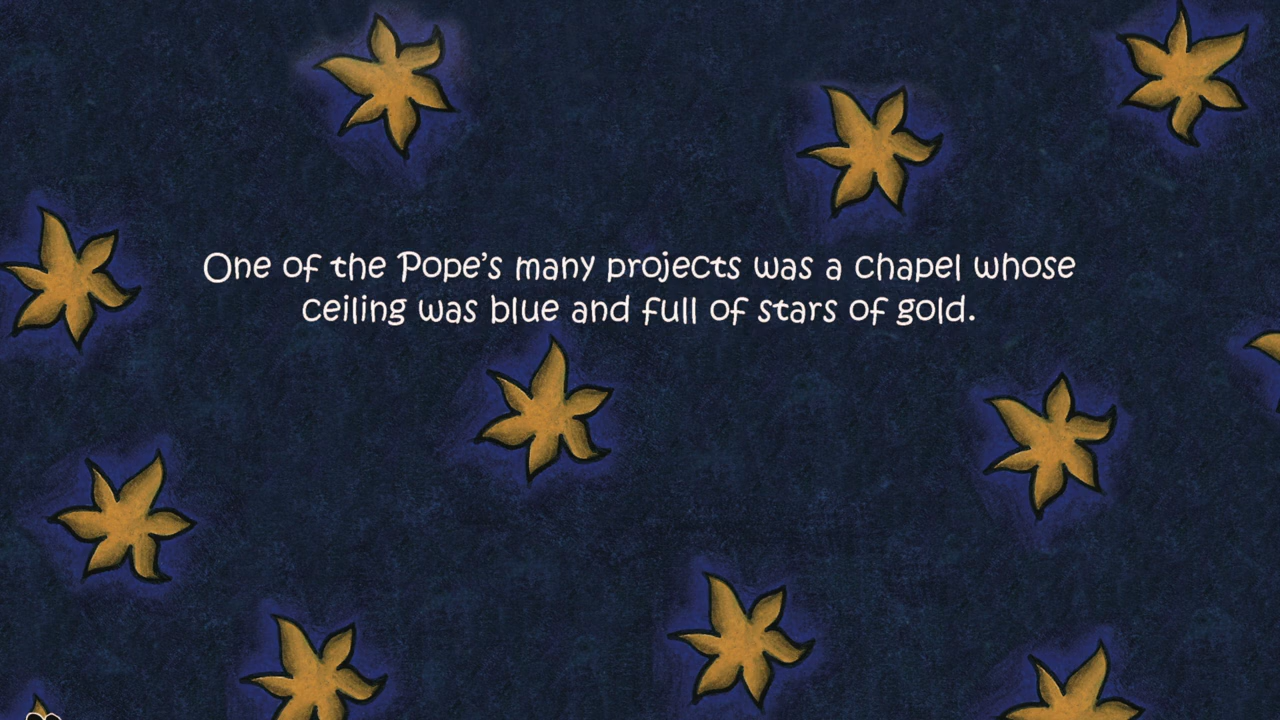 One of the Pope's many projects was a chapel whose
ceiling was blue and full of stars of gold.